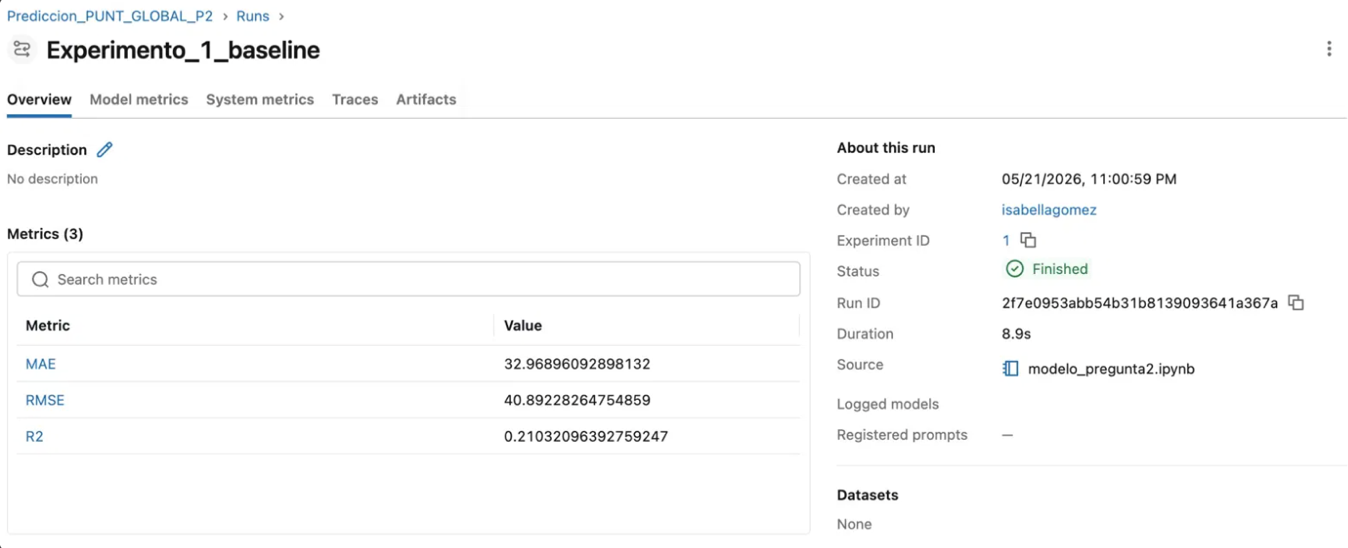 Prediccion_PUNT_GLOBAL_P2 › Runs ›
Experimento_1_baseline
Overview Model metrics System metrics Traces Artifacts
Description
No description
Metrics (3)
Search metrics
Metric Value
MAE 32.96896092898132
RMSE 40.89228264754859
R2 0.21032096392759247
About this run
Created at 05/21/2026, 11:00:59 PM
Created by isabellagomez
Experiment ID 1
Status Finished
Run ID 2f7e0953abb54b31b8139093641a367a
Duration 8.9s
Source modelo_pregunta2.ipynb
Logged models
Registered prompts —
Datasets
None